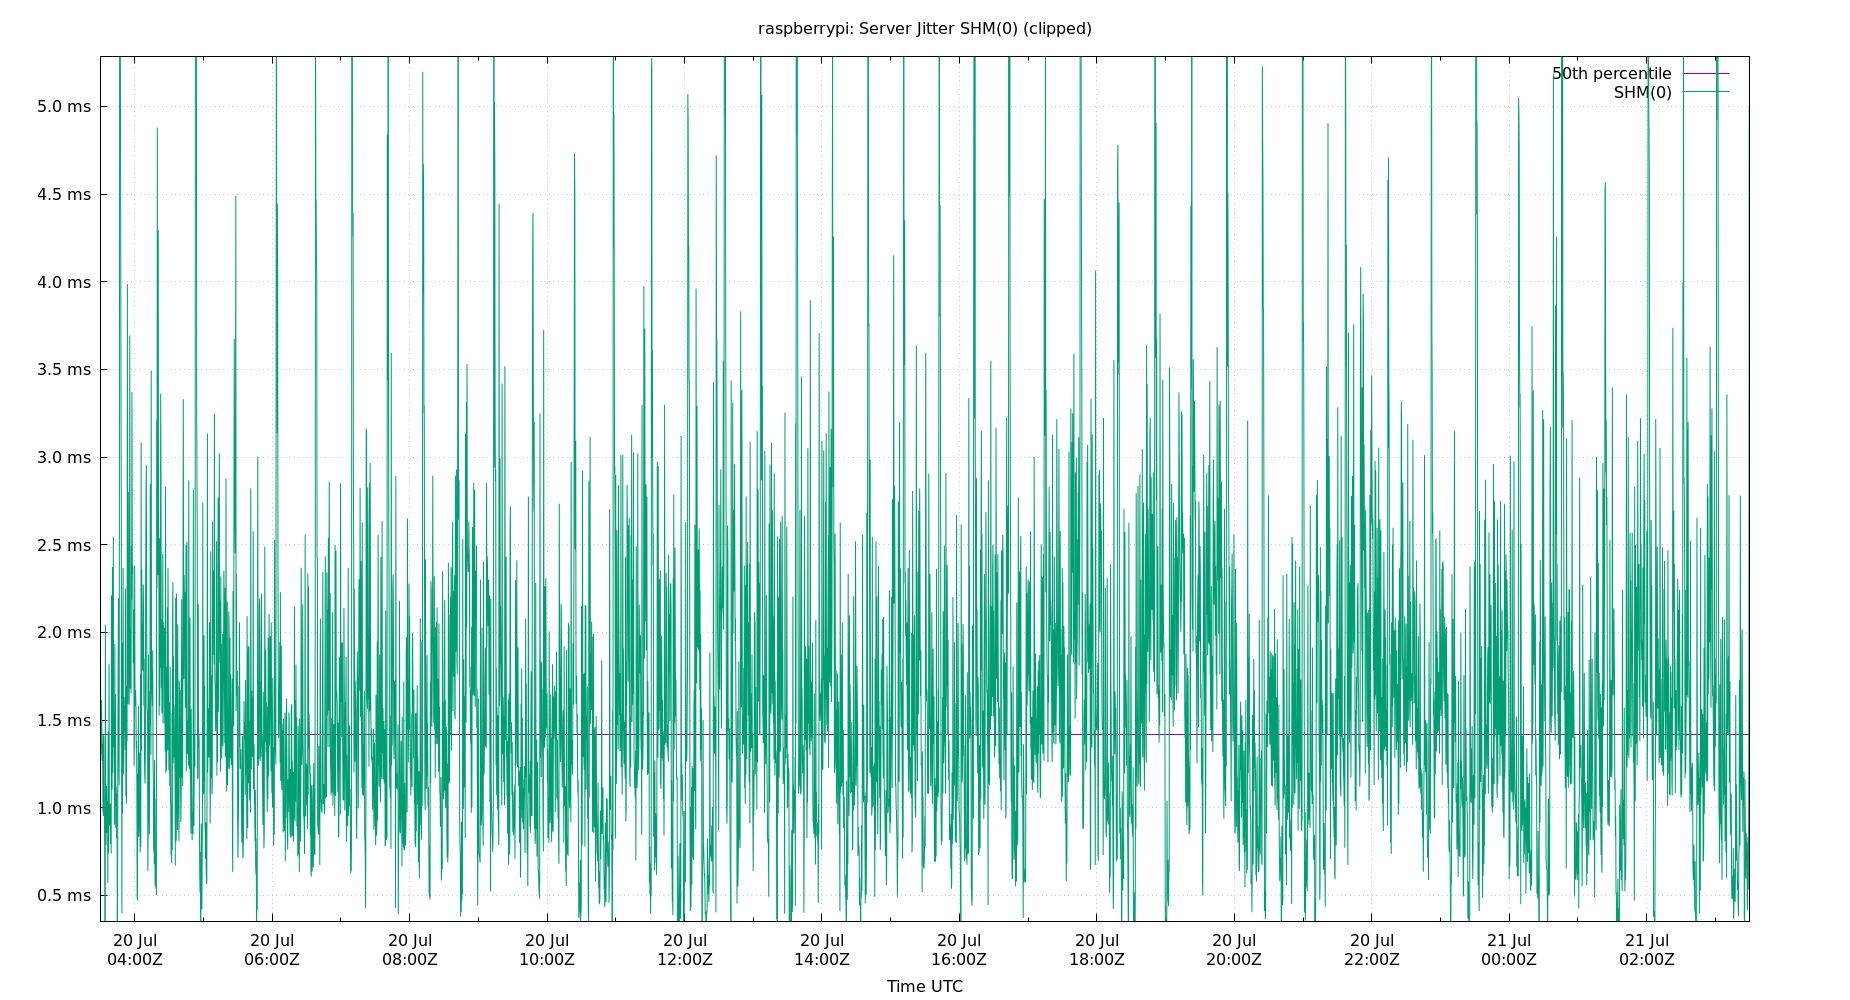 raspberrypi: Server Jitter SHM(0) (clipped)
50th percentile
SHM(0)
5.0 ms
4.5 ms
4.0 ms
3.5 ms
3.0 ms
2.5 ms
2.0 ms
1.5 ms
1.0 ms
0.5 ms
20 Jul 20 Jul 20 Jul 20 Jul 20 Jul 20 Jul 20 Jul 20 Jul 20 Jul 20 Jul 21 Jul 21 Jul
04:00Z 06:00Z 08:00Z 10:00Z 12:00Z 14:00Z 16:00Z 18:00Z 20:00Z 22:00Z 00:00Z 02:00Z
Time UTC